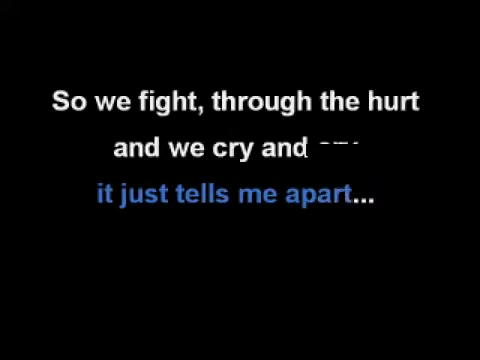 So we fight, through the hurt
and we cry and
it just tells me apart...